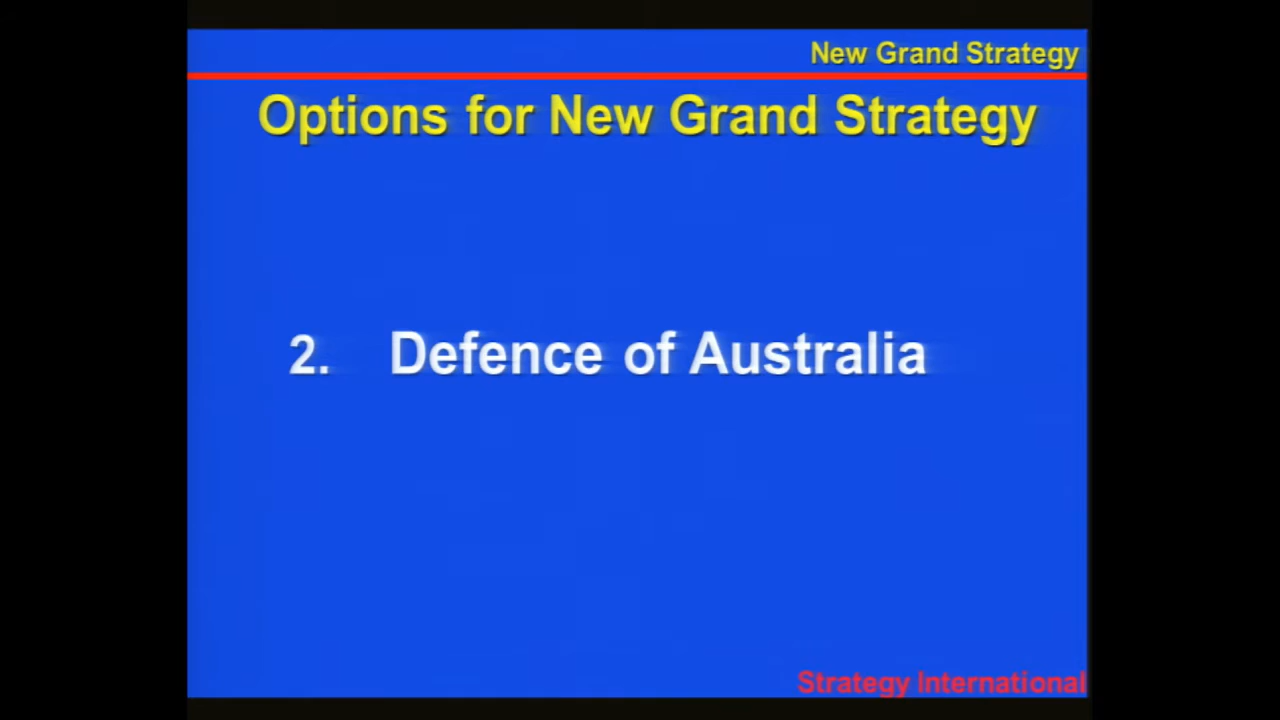 New Grand Strategy
Options for New Grand Strategy
2. Defence of Australia
Strategy International